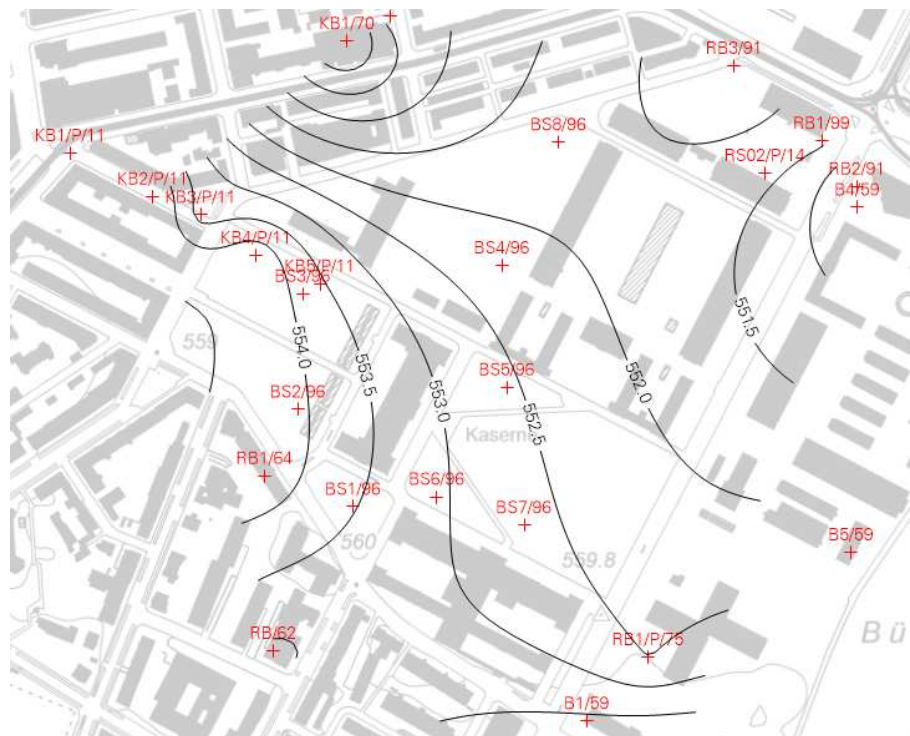 KB1/70
RB3/91
KB1/P/11
BS8/96
RB1/99
RS02/P/14
RB2/91
KB2/P/11
KB3/P/11
B4/59
KB4/P/11
BS4/96
KB5/P/11
BS3/96
551.5
559
554.0
553.5
553.0
552.0
BS5/96
BS2/96
552.5
Kaserne
RB1/64
BS6/96
BS1/96
BS7/96
560
559.8
B5/59
RB/62
RB1/P/75
Bü
B1/59